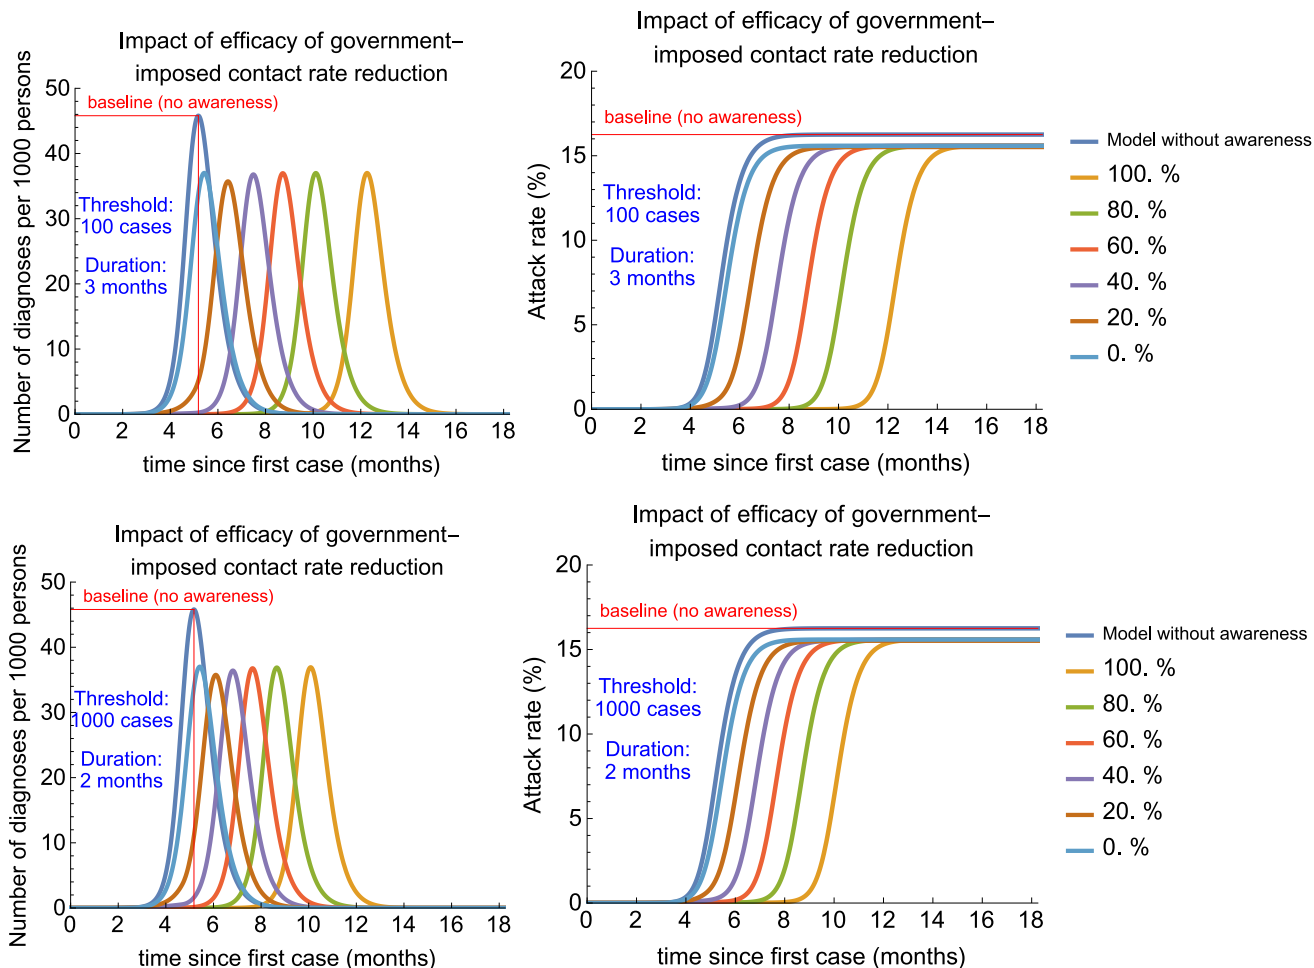 Impact of efficacy of government–
imposed contact rate reduction
Number of diagnoses per 1000 persons
50
40
30
20
10
0
baseline (no awareness)
Threshold:
100 cases
Duration:
3 months
0 2 4 6 8 10 12 14 16 18
time since first case (months)
Impact of efficacy of government–
imposed contact rate reduction
Attack rate (%)
20
15
10
5
0
baseline (no awareness)
Threshold:
100 cases
Duration:
3 months
0 2 4 6 8 10 12 14 16 18
time since first case (months)
Model without awareness
100. %
80. %
60. %
40. %
20. %
0. %
Impact of efficacy of government–
imposed contact rate reduction
Number of diagnoses per 1000 persons
50
40
30
20
10
0
baseline (no awareness)
Threshold:
1000 cases
Duration:
2 months
0 2 4 6 8 10 12 14 16 18
time since first case (months)
Impact of efficacy of government–
imposed contact rate reduction
Attack rate (%)
20
15
10
5
0
baseline (no awareness)
Threshold:
1000 cases
Duration:
2 months
0 2 4 6 8 10 12 14 16 18
time since first case (months)
Model without awareness
100. %
80. %
60. %
40. %
20. %
0. %